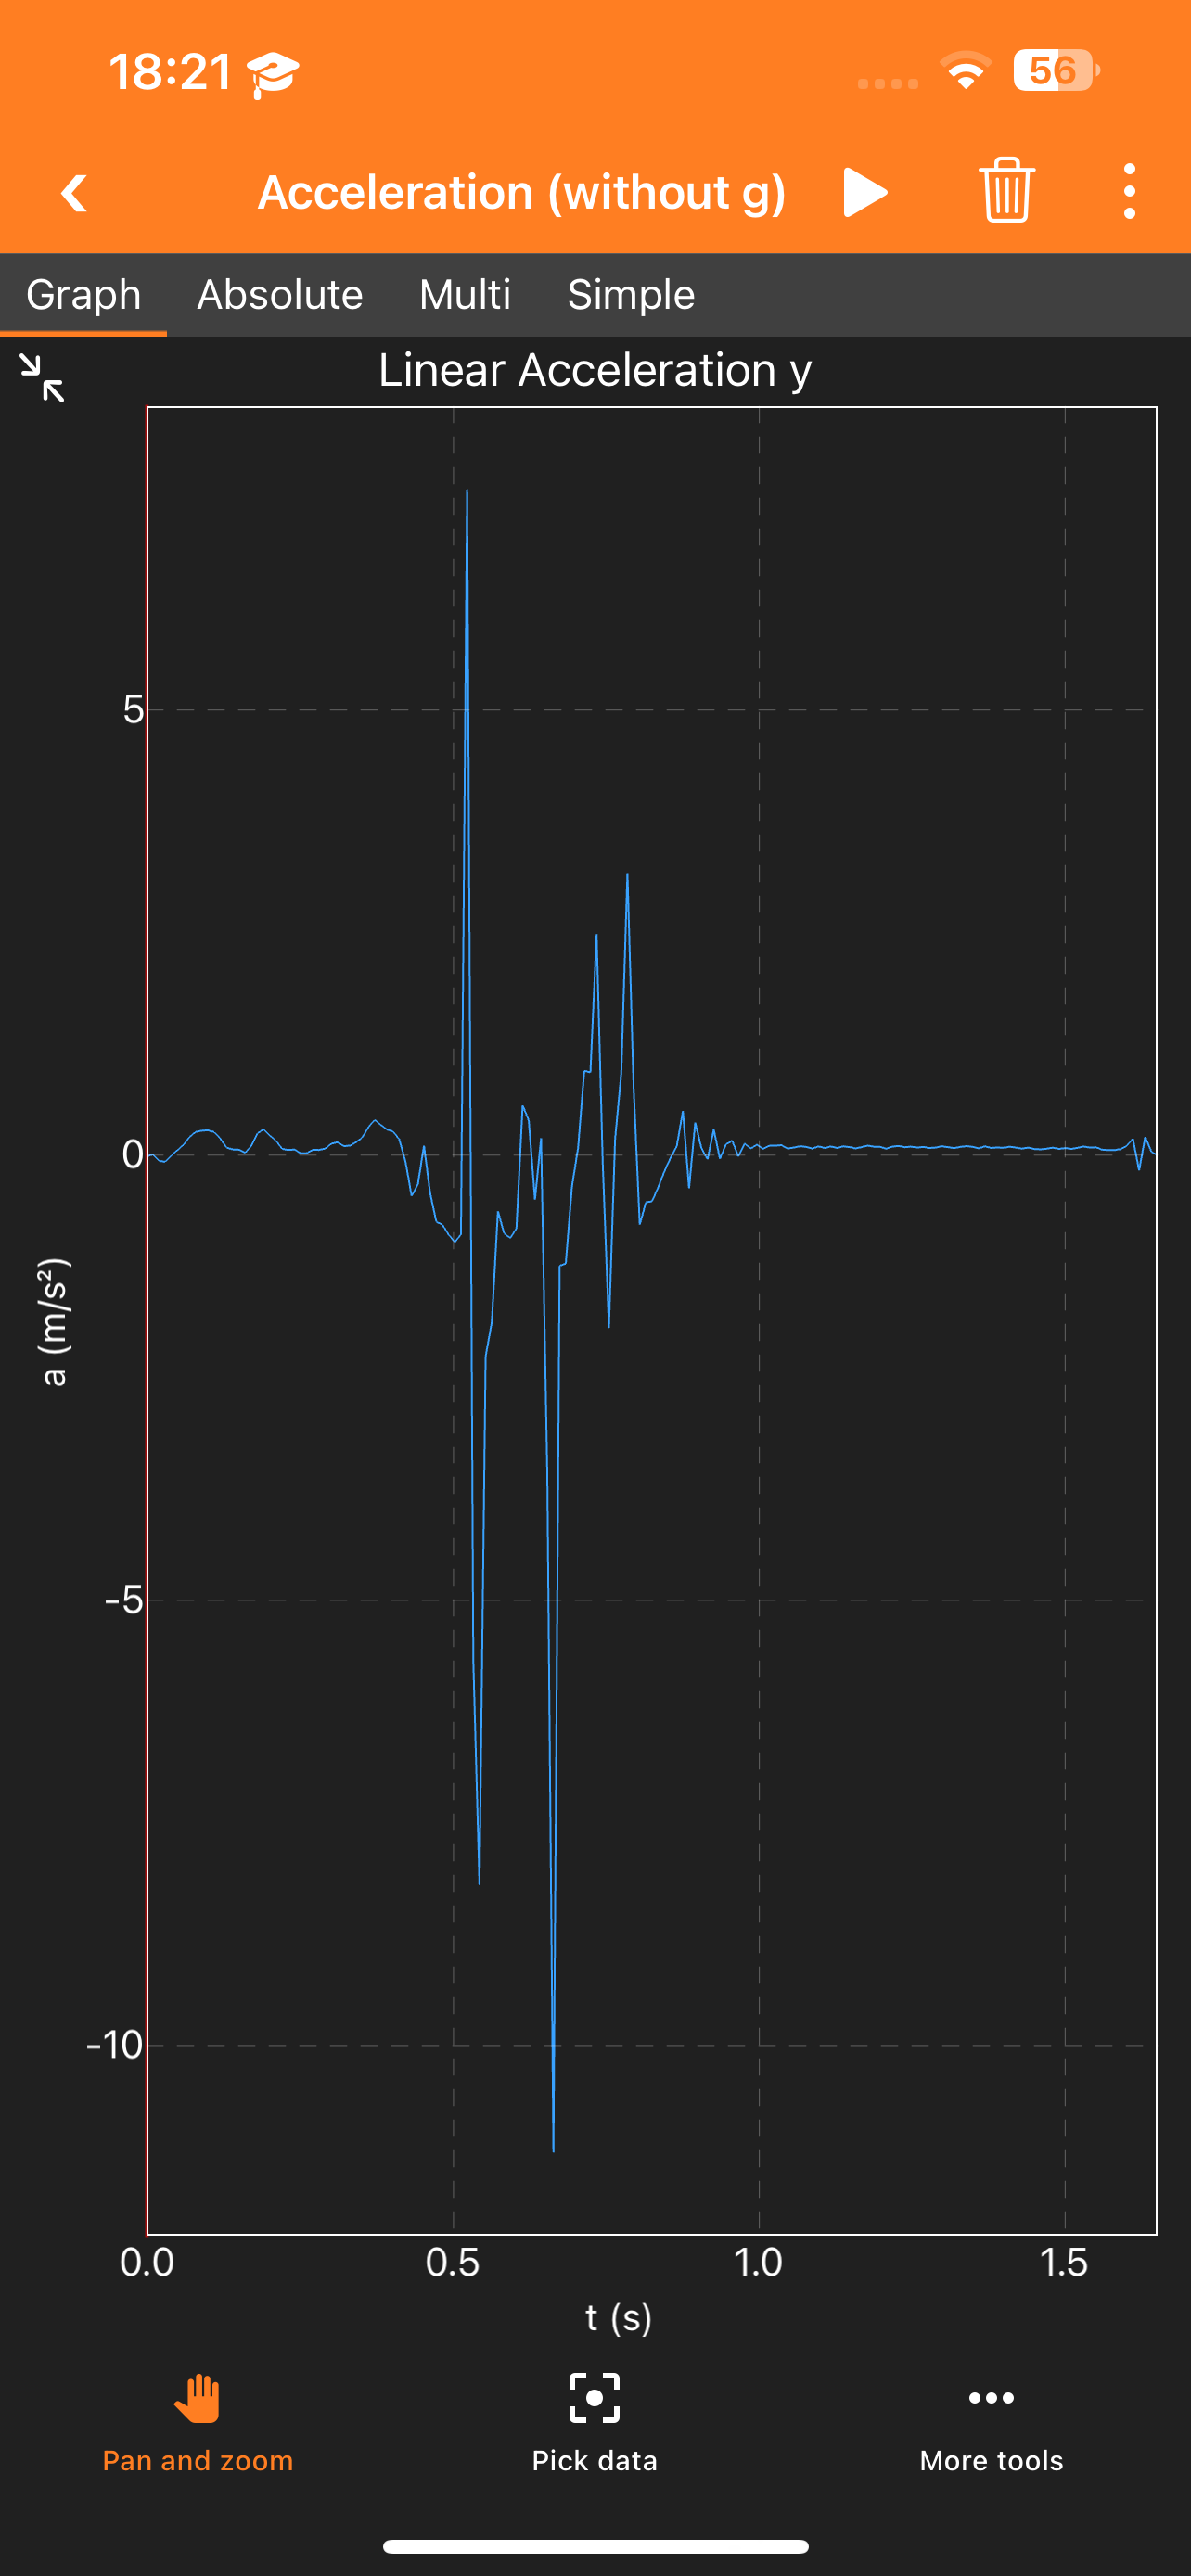 18:21
56
Acceleration (without g)
Graph Absolute Multi Simple
Linear Acceleration y
5
0
-5
-10
a (m/s²)
0.0 0.5 1.0 1.5
t (s)
Pan and zoom Pick data More tools